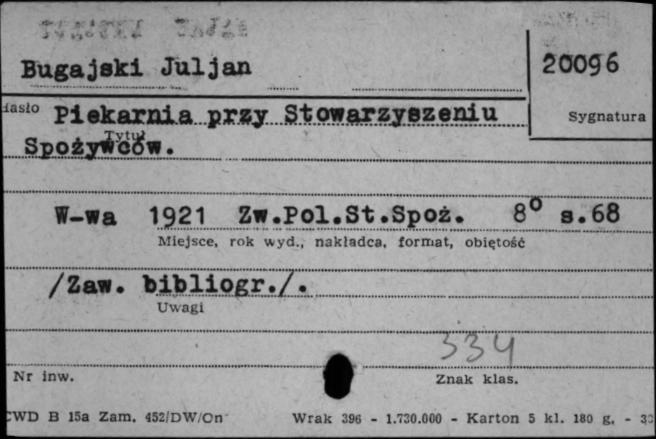 Bugajski Juljan
20096
Hasło Piekarnia przy Stowarzyszeniu
Sygnatura
Tytuł
Spożywców.
W-wa 1921 Zw.Pol.St.Spoż. 8⁰ s.68
Miejsce, rok wyd., nakładca, format, objętość
/Zaw. bibliogr./.
Uwagi
334
Nr inw.
Znak klas.
CWD B 15a Zam. 452/DW/On
Wrak 396 - 1.730.000 - Karton 5 kl. 180 g. -